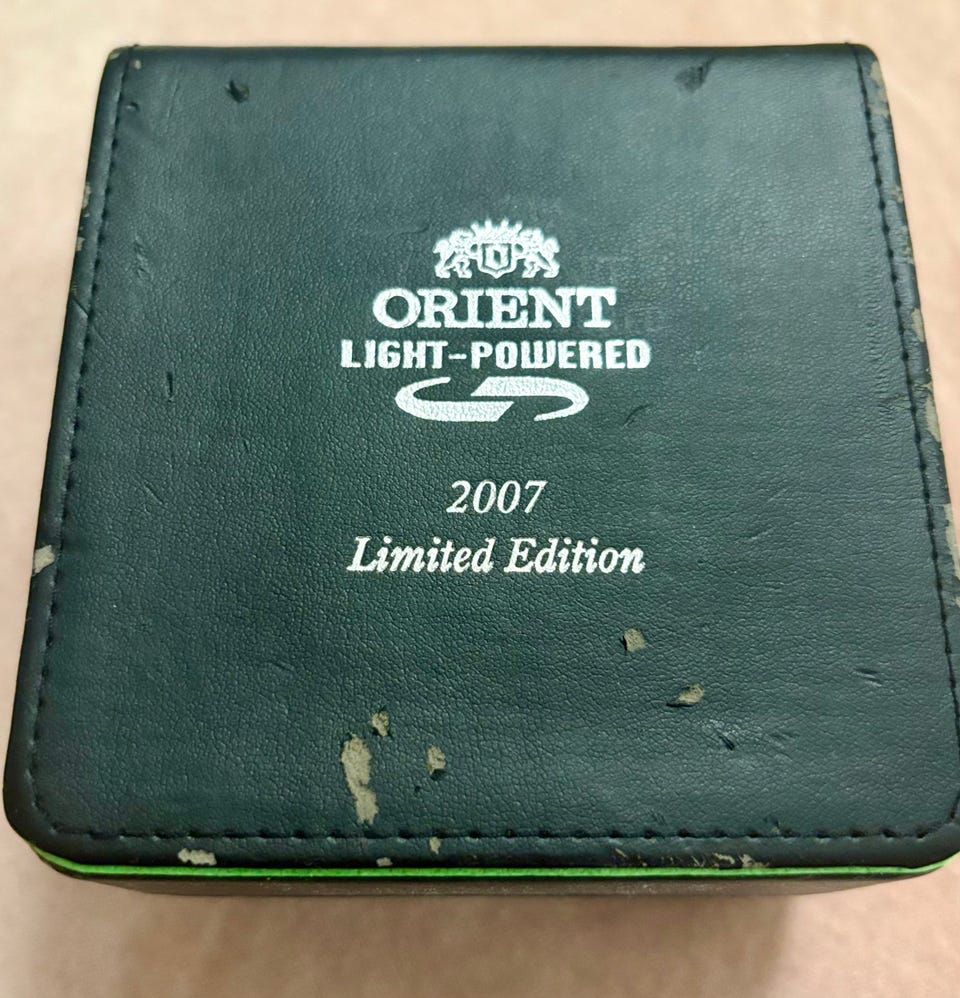 ORIENT
LIGHT-POWERED
2007
Limited Edition